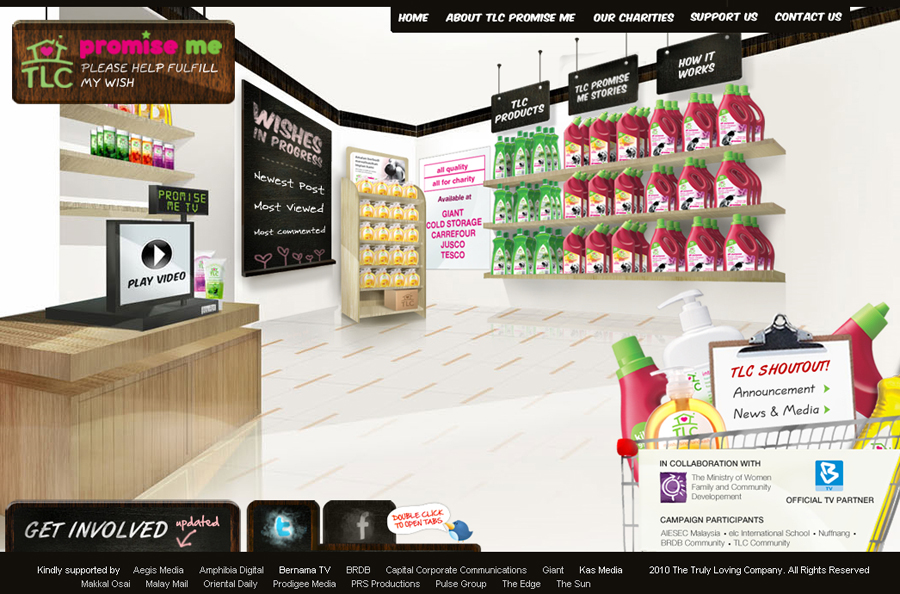 HOME
ABOUT TLC PROMISE ME
OUR CHARITIES
SUPPORT US
CONTACT US
TLC
promise me
PLEASE HELP FULFILL
MY WISH
WISHES
IN PROGRESS
Newest Post
Most Viewed
Most commented
PROMISE
ME TV
PLAY VIDEO
all quality
all for charity
Available at
GIANT
COLD STORAGE
CARREFOUR
JUSCO
TESCO
TLC
PRODUCTS
TLC PROMISE
ME STORIES
HOW IT
WORKS
TLC
TLC
TLC SHOUTOUT!
Announcement
News & Media
IN COLLABORATION WITH
The Ministry of Women
Family and Community
Developement
B
TV
OFFICIAL TV PARTNER
CAMPAIGN PARTICIPANTS
AIESEC Malaysia • elc International School • Nuffnang •
BRDB Community • TLC Community
GET INVOLVED
updated
DOUBLE CLICK
TO OPEN TABS
Kindly supported by Aegis Media Amphibia Digital Bernama TV BRDB Capital Corporate Communications Giant Kas Media
Makkal Osai Malay Mail Oriental Daily Prodigee Media PRS Productions Pulse Group The Edge The Sun
2010 The Truly Loving Company. All Rights Reserved